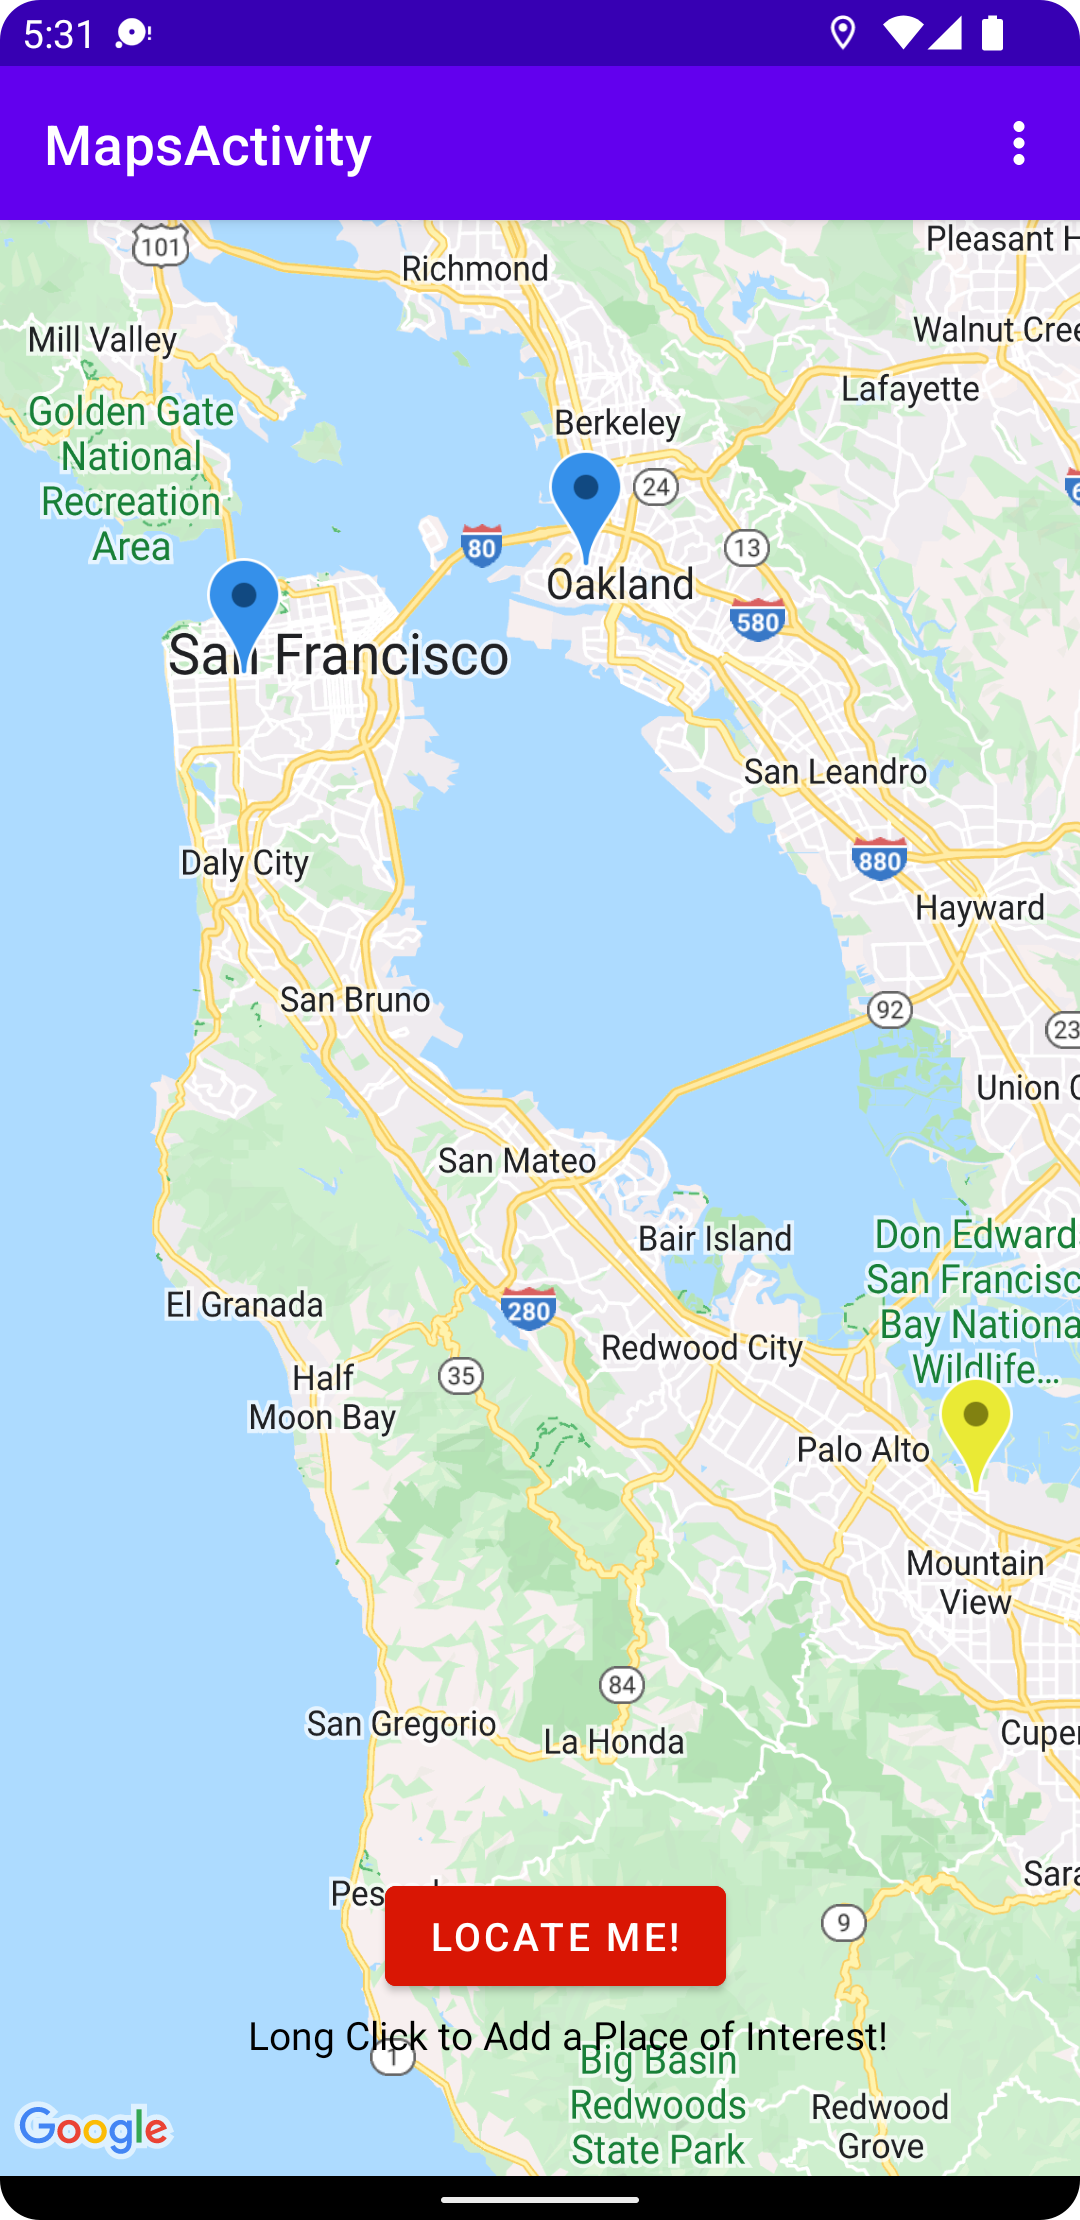 5:31
MapsActivity
101
Richmond
Pleasant H
Mill Valley
Walnut Cree
Lafayette
Golden Gate
National
Recreation
Area
Berkeley
24
80
13
Oakland
580
San Francisco
San Leandro
880
Daly City
Hayward
San Bruno
92
23
Union C
San Mateo
Bair Island
Don Edward
San Francisc
Bay Nationa
Wildlife...
El Granada
280
Redwood City
Half
Moon Bay
35
Palo Alto
Mountain
View
84
San Gregorio
La Honda
Cuper
Sara
9
LOCATE ME!
Long Click to Add a Place of Interest!
1
Big Basin
Redwoods
State Park
Redwood
Grove
Google